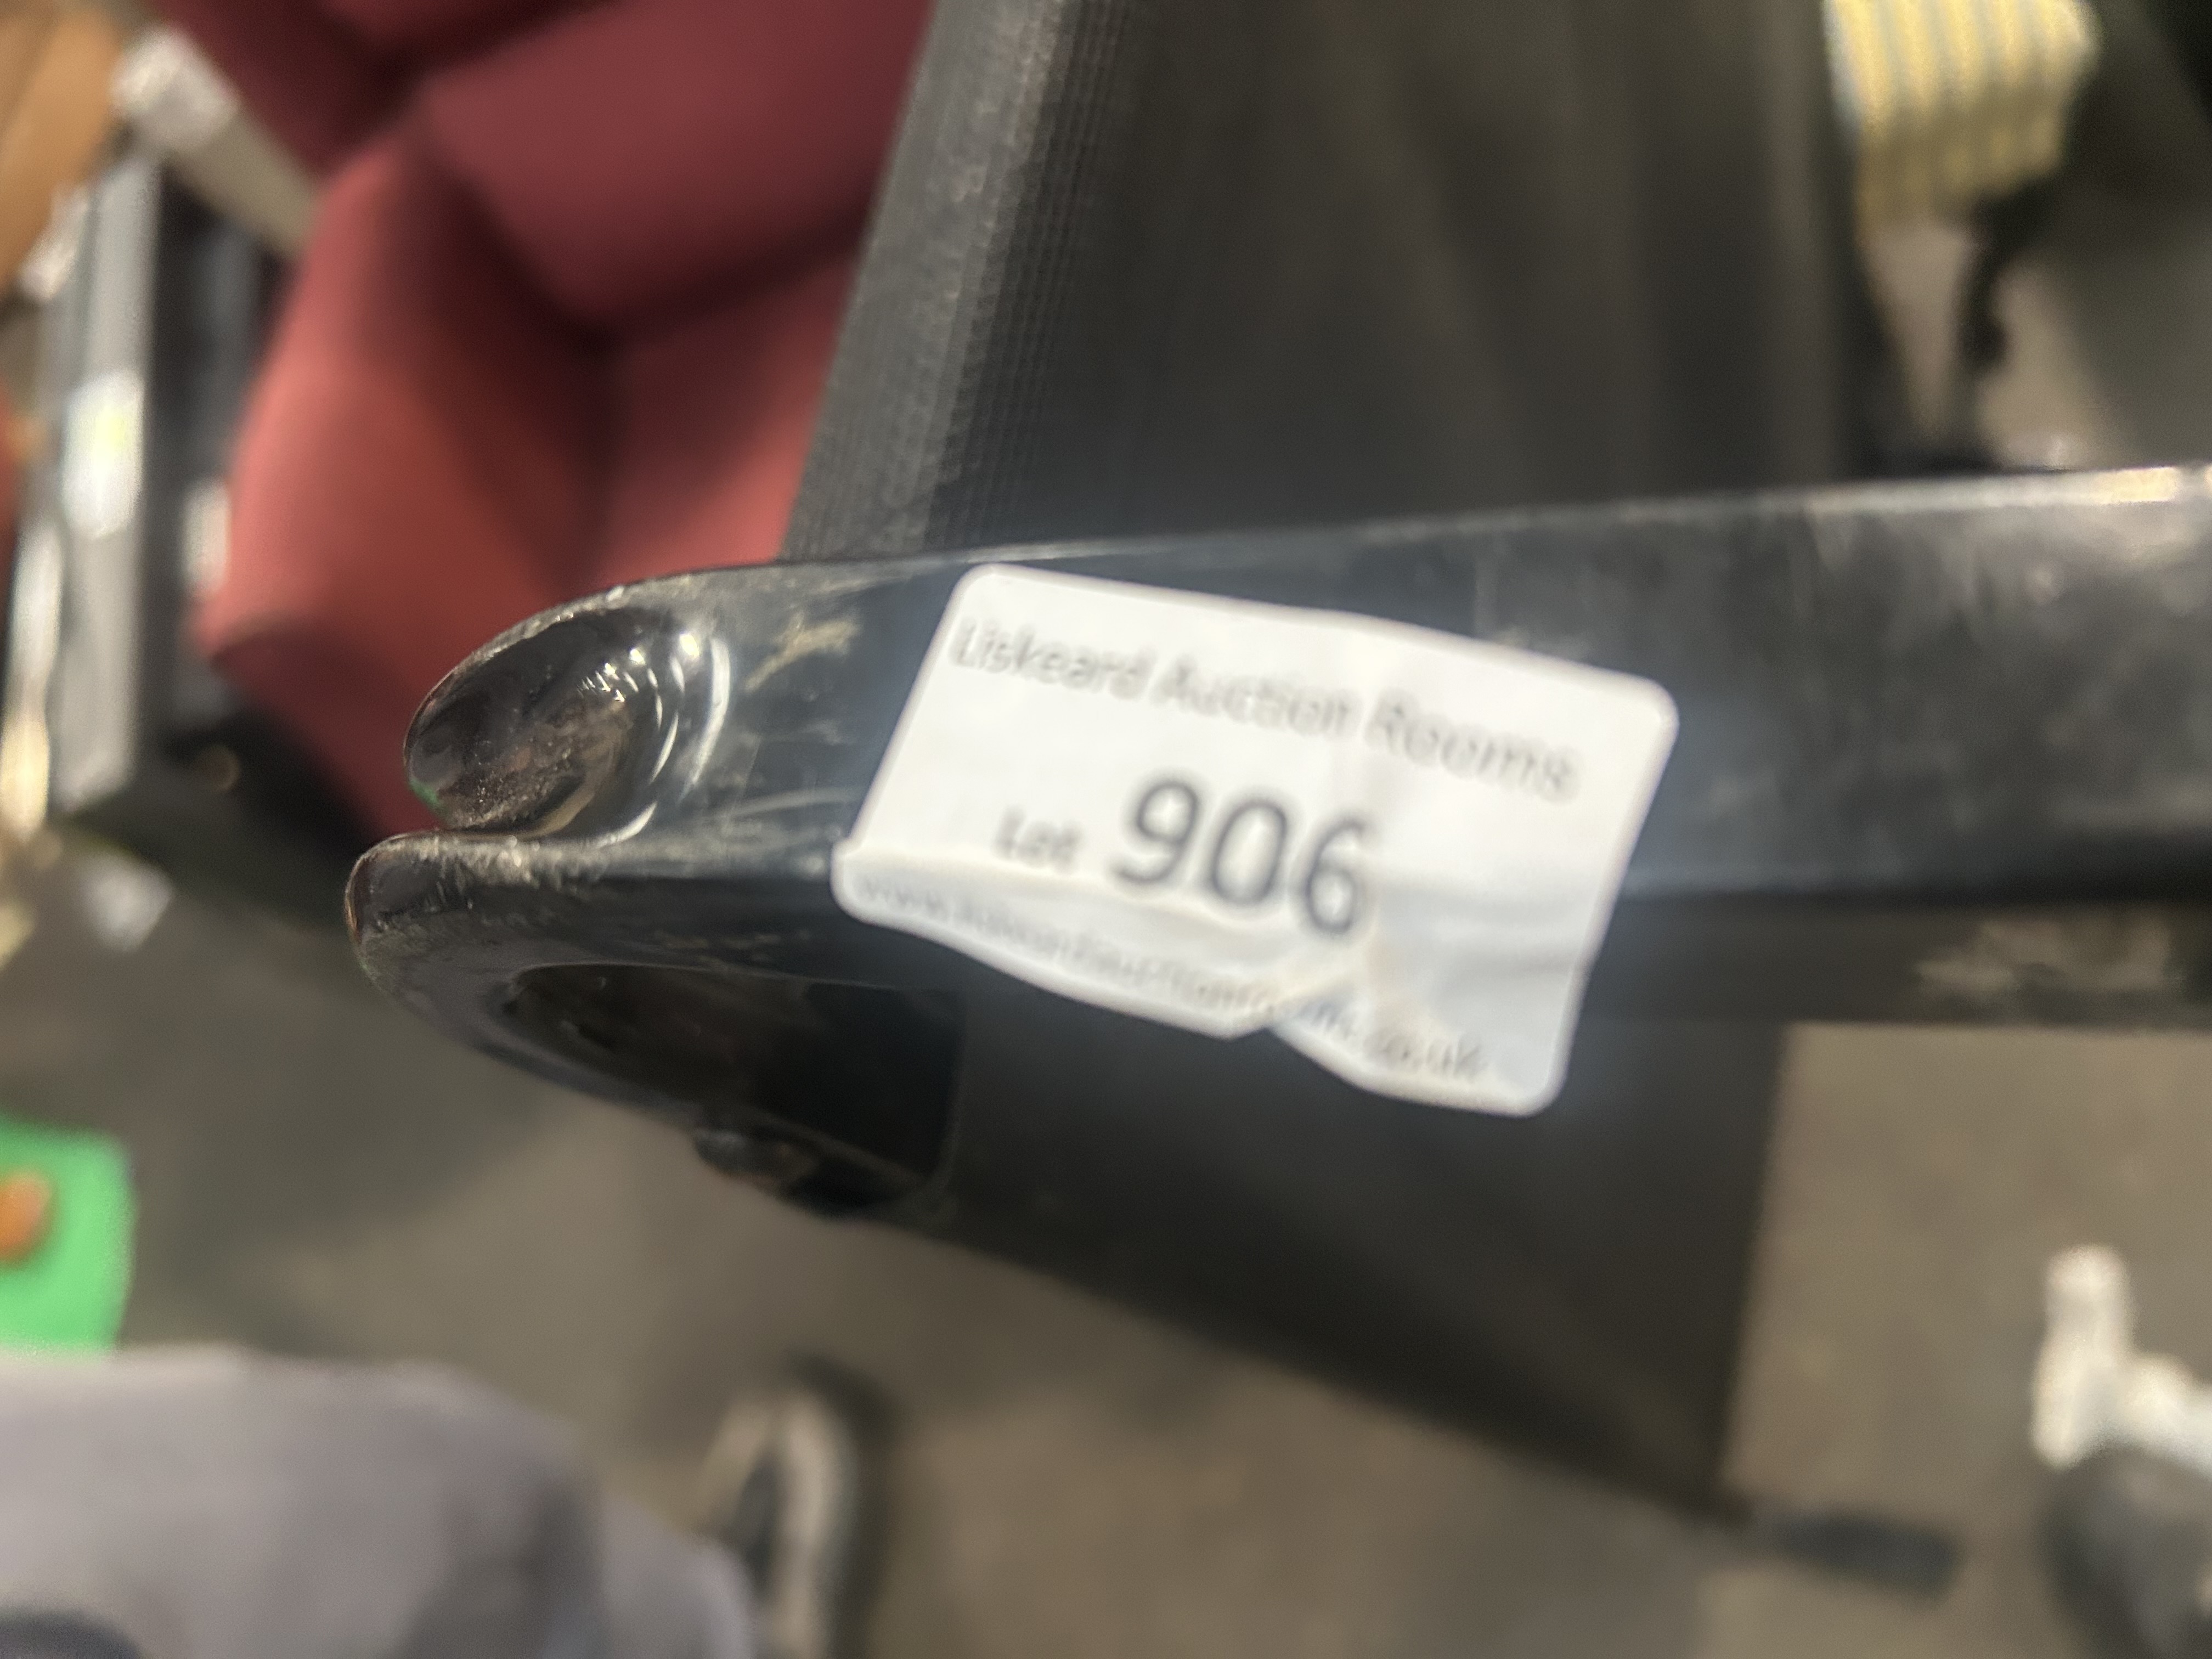 Liskeard Auction Rooms
Lot 906